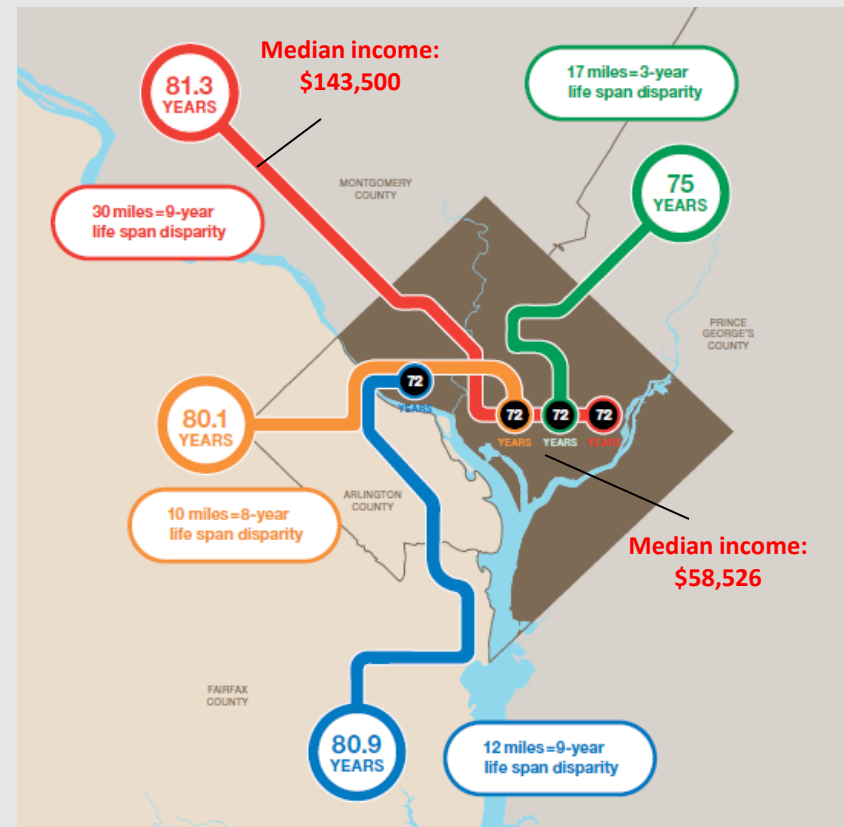 Median income:
$143,500
81.3
YEARS
17 miles=3-year
life span disparity
MONTGOMERY
COUNTY
75
YEARS
30 miles=9-year
life span disparity
PRINCE
GEORGE'S
COUNTY
72
YEARS
80.1
YEARS
72
YEARS
72
YEARS
72
YEARS
ARLINGTON
COUNTY
10 miles=8-year
life span disparity
Median income:
$58,526
FAIRFAX
COUNTY
80.9
YEARS
12 miles=9-year
life span disparity